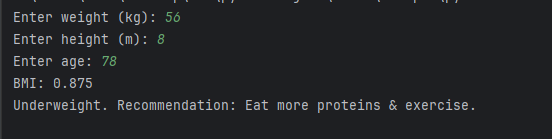 Enter weight (kg): 56
Enter height (m): 8
Enter age: 78
BMI: 0.875
Underweight. Recommendation: Eat more proteins & exercise.